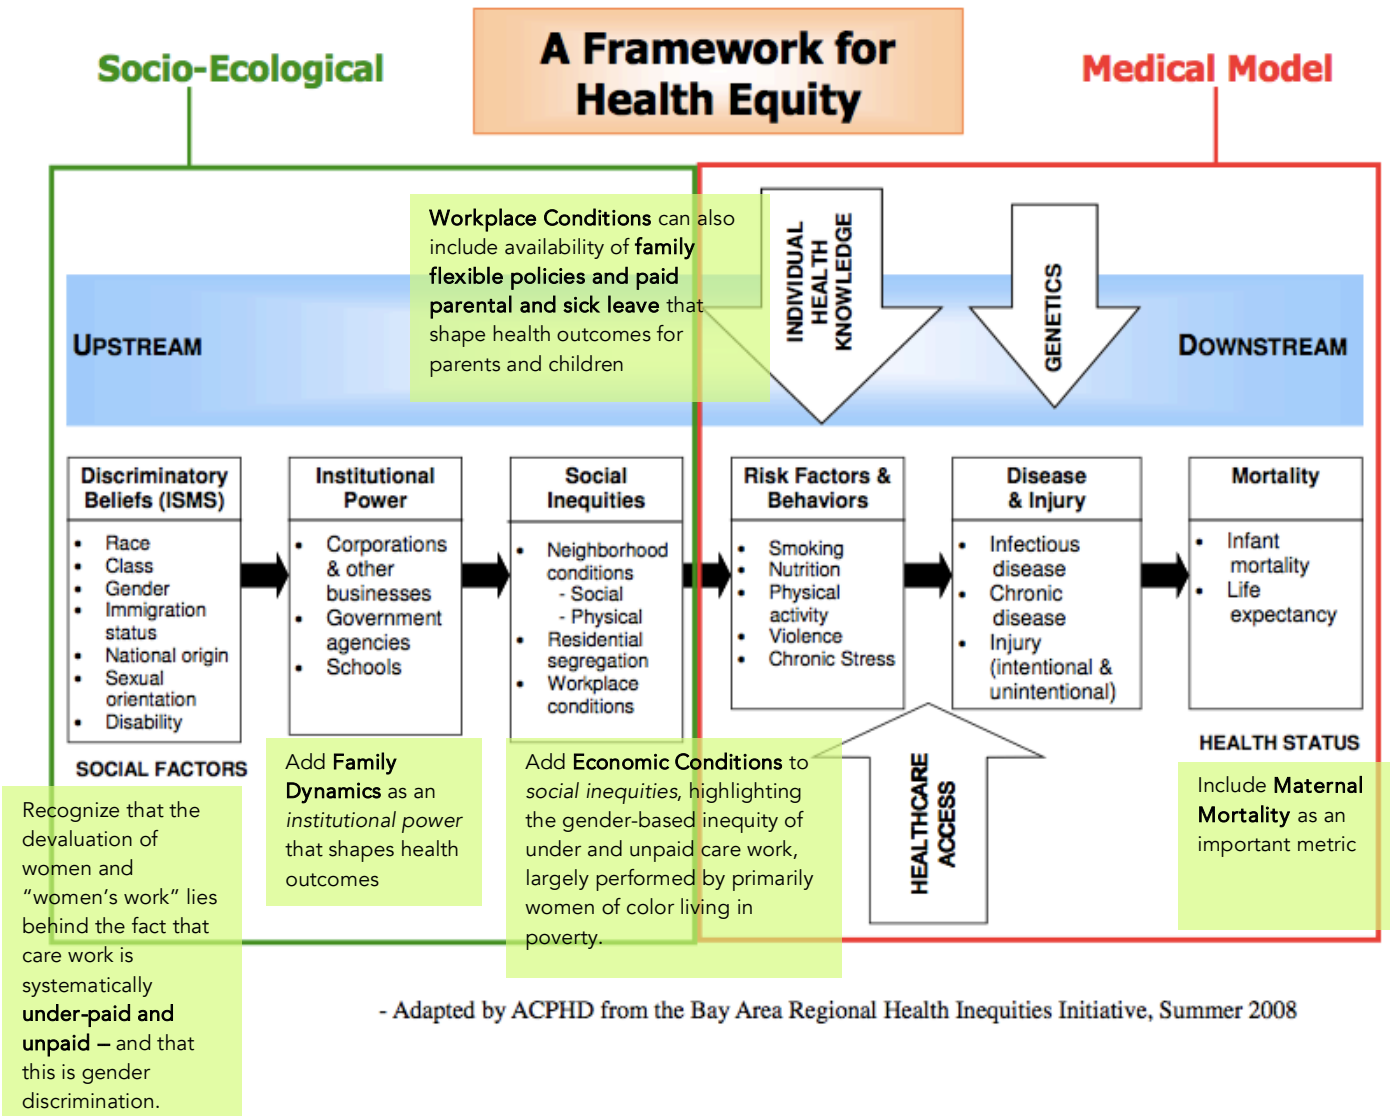 A Framework for
Health Equity
Socio-Ecological
Medical Model
Workplace Conditions can also
include availability of family
flexible policies and paid
parental and sick leave that
shape health outcomes for
parents and children
INDIVIDUAL
HEALTH
KNOWLEDGE
GENETICS
UPSTREAM
DOWNSTREAM
Discriminatory
Beliefs (ISMS)
• Race
• Class
• Gender
• Immigration
status
• National origin
• Sexual
orientation
• Disability
SOCIAL FACTORS
Institutional
Power
• Corporations
& other
businesses
• Government
agencies
• Schools
Social
Inequities
• Neighborhood
conditions
- Social
- Physical
• Residential
segregation
• Workplace
conditions
Risk Factors &
Behaviors
• Smoking
• Nutrition
• Physical
activity
• Violence
• Chronic Stress
Disease
& Injury
• Infectious
disease
• Chronic
disease
• Injury
(intentional &
unintentional)
Mortality
• Infant
mortality
• Life
expectancy
HEALTH STATUS
Recognize that the
devaluation of
women and
“women’s work” lies
behind the fact that
care work is
systematically
under-paid and
unpaid – and that
this is gender
discrimination.
Add Family
Dynamics as an
institutional power
that shapes health
outcomes
Add Economic Conditions to
social inequities, highlighting
the gender-based inequity of
under and unpaid care work,
largely performed by primarily
women of color living in
poverty.
HEALTHCARE
ACCESS
Include Maternal
Mortality as an
important metric
- Adapted by ACPHD from the Bay Area Regional Health Inequities Initiative, Summer 2008